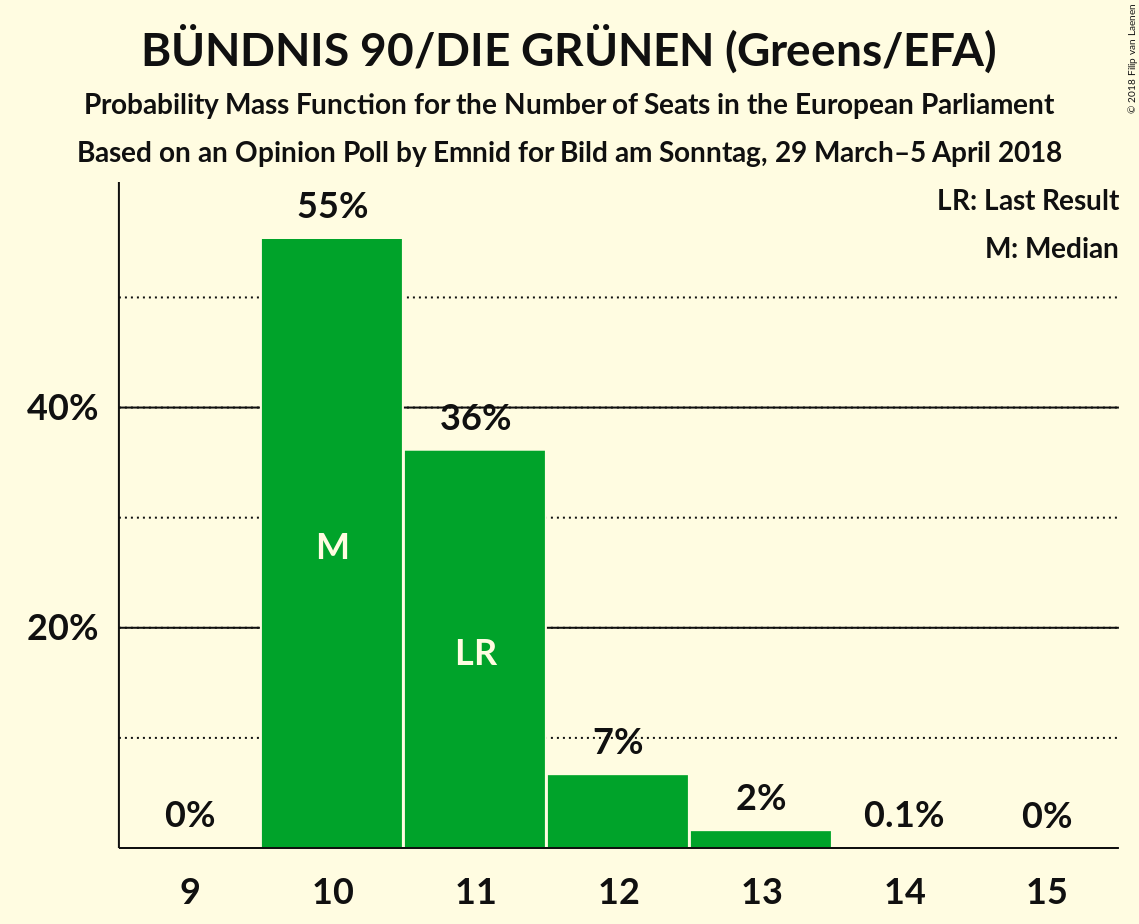 BÜNDNIS 90/DIE GRÜNEN (Greens/EFA)
Probability Mass Function for the Number of Seats in the European Parliament
Based on an Opinion Poll by Emnid for Bild am Sonntag, 29 March–5 April 2018
© 2018 Filip van Laenen
LR: Last Result
M: Median
55%
40%
36%
M
20%
LR
7%
0%
2%
0.1%
0%
9 10 11 12 13 14 15